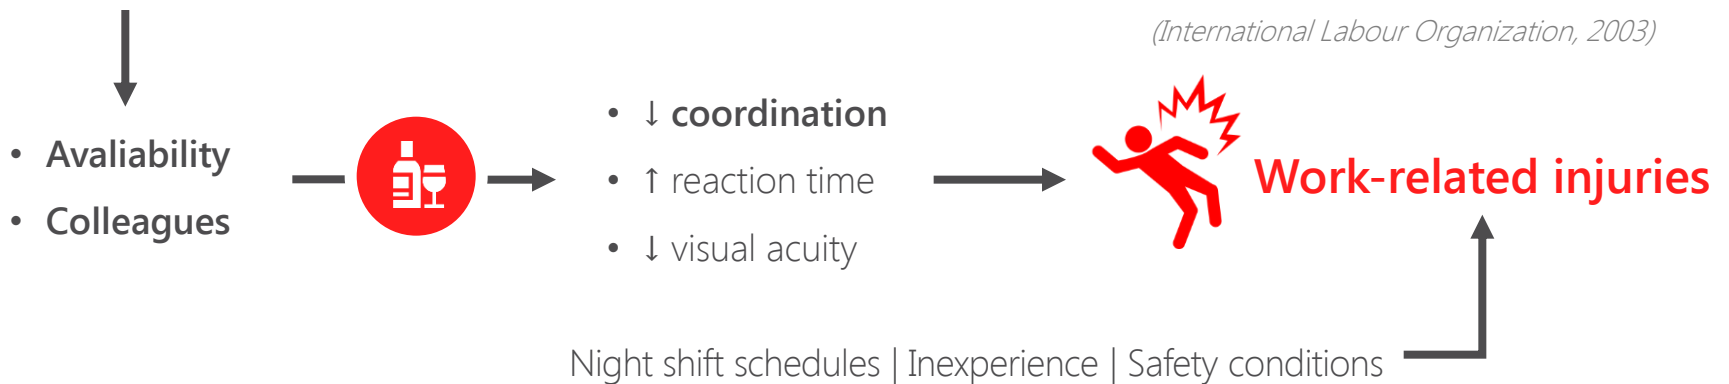 (International Labour Organization, 2003)
• Avaliability
• Colleagues
• ↓ coordination
• ↑ reaction time
• ↓ visual acuity
Work-related injuries
Night shift schedules | Inexperience | Safety conditions